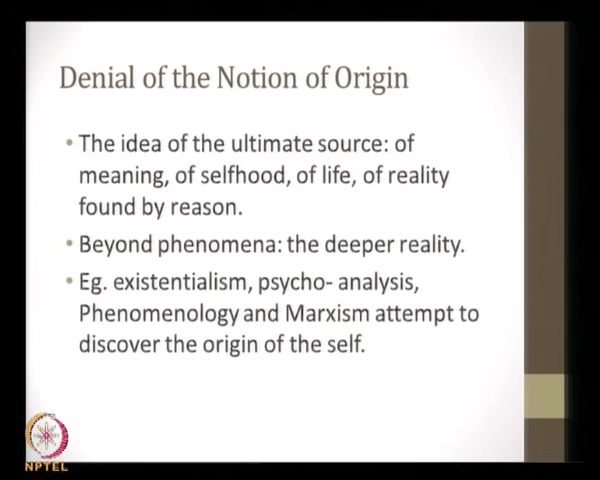 Denial of the Notion of Origin
• The idea of the ultimate source: of
meaning, of selfhood, of life, of reality
found by reason.
• Beyond phenomena: the deeper reality.
• Eg. existentialism, psycho- analysis,
Phenomenology and Marxism attempt to
discover the origin of the self.
NPTEL